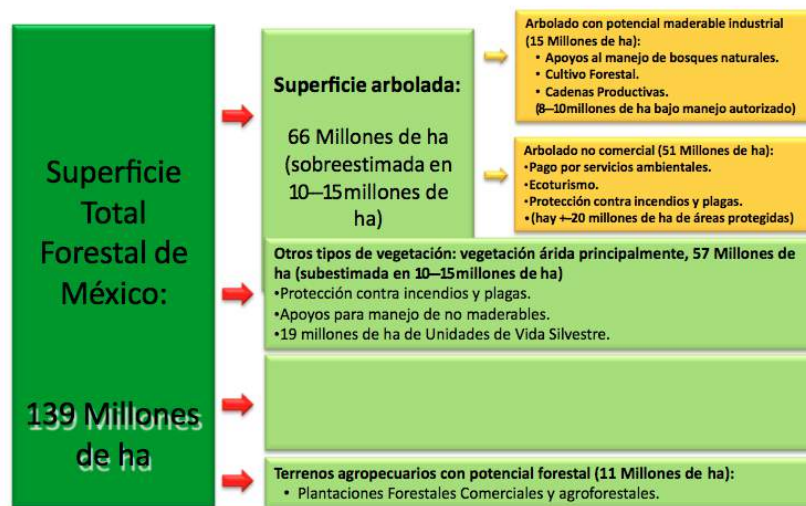 Superficie
Total
Forestal de
México:
139 Millones
de ha
Superficie arbolada:
66 Millones de ha
(sobreestimada en
10–15 millones de
ha)
Arbolado con potencial maderable industrial
(15 Millones de ha):
• Apoyos al manejo de bosques naturales.
• Cultivo Forestal.
• Cadenas Productivas.
(8–10 millones de ha bajo manejo autorizado)
Arbolado no comercial (51 Millones de ha):
•Pago por servicios ambientales.
•Ecoturismo.
•Protección contra incendios y plagas.
•(hay +–20 millones de ha de áreas protegidas)
Otros tipos de vegetación: vegetación árida principalmente, 57 Millones de
ha (subestimada en 10–15 millones de ha)
•Protección contra incendios y plagas.
•Apoyos para manejo de no maderables.
•19 millones de ha de Unidades de Vida Silvestre.
Terrenos agropecuarios con potencial forestal (11 Millones de ha):
• Plantaciones Forestales Comerciales y agroforestales.